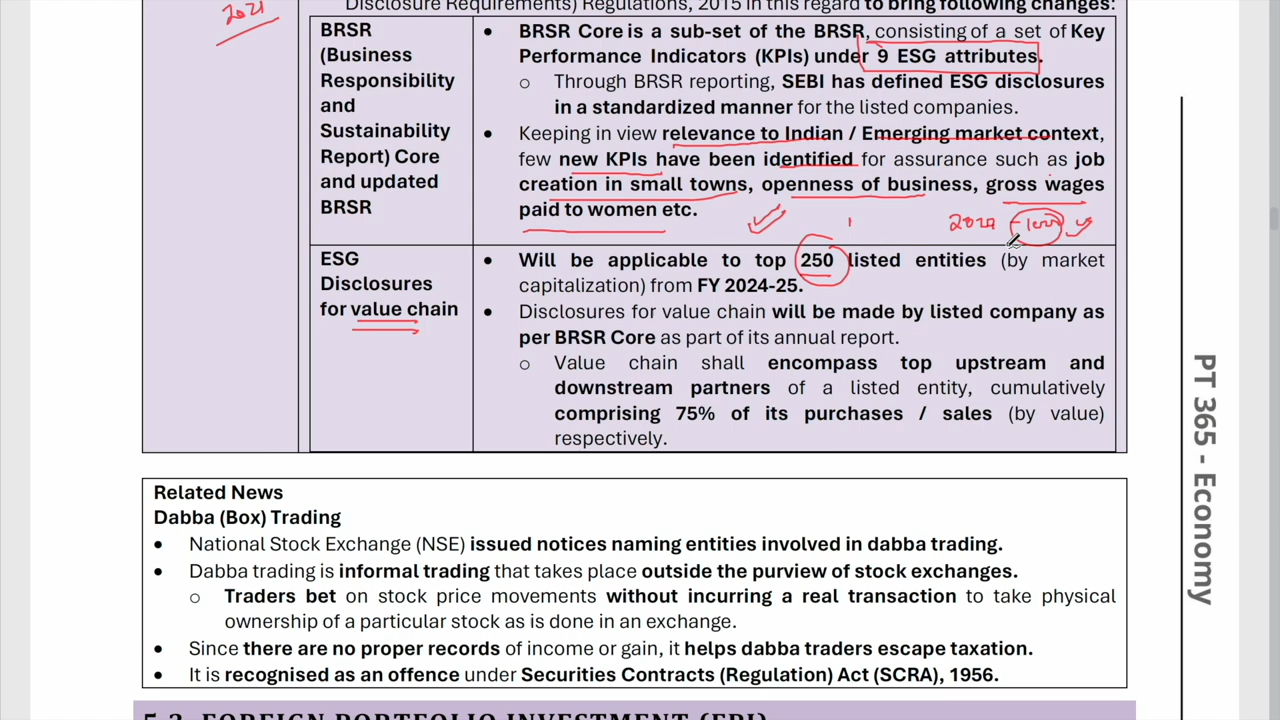 2021
Disclosure Requirements) Regulations, 2015 in this regard to bring following changes:
BRSR
(Business
Responsibility
and
Sustainability
Report) Core
and updated
BRSR
• BRSR Core is a sub-set of the BRSR, consisting of a set of Key
Performance Indicators (KPIs) under 9 ESG attributes.
o Through BRSR reporting, SEBI has defined ESG disclosures
in a standardized manner for the listed companies.
• Keeping in view relevance to Indian / Emerging market context,
few new KPIs have been identified for assurance such as job
creation in small towns, openness of business, gross wages
paid to women etc.
ESG
Disclosures
for value chain
• Will be applicable to top 250 listed entities (by market
capitalization) from FY 2024-25.
• Disclosures for value chain will be made by listed company as
per BRSR Core as part of its annual report.
o Value chain shall encompass top upstream and
downstream partners of a listed entity, cumulatively
comprising 75% of its purchases / sales (by value)
respectively.
Related News
Dabba (Box) Trading
• National Stock Exchange (NSE) issued notices naming entities involved in dabba trading.
• Dabba trading is informal trading that takes place outside the purview of stock exchanges.
o Traders bet on stock price movements without incurring a real transaction to take physical
ownership of a particular stock as is done in an exchange.
• Since there are no proper records of income or gain, it helps dabba traders escape taxation.
• It is recognised as an offence under Securities Contracts (Regulation) Act (SCRA), 1956.
5.3. FOREIGN PORTFOLIO INVESTMENT (FPI)
PT 365 - Economy